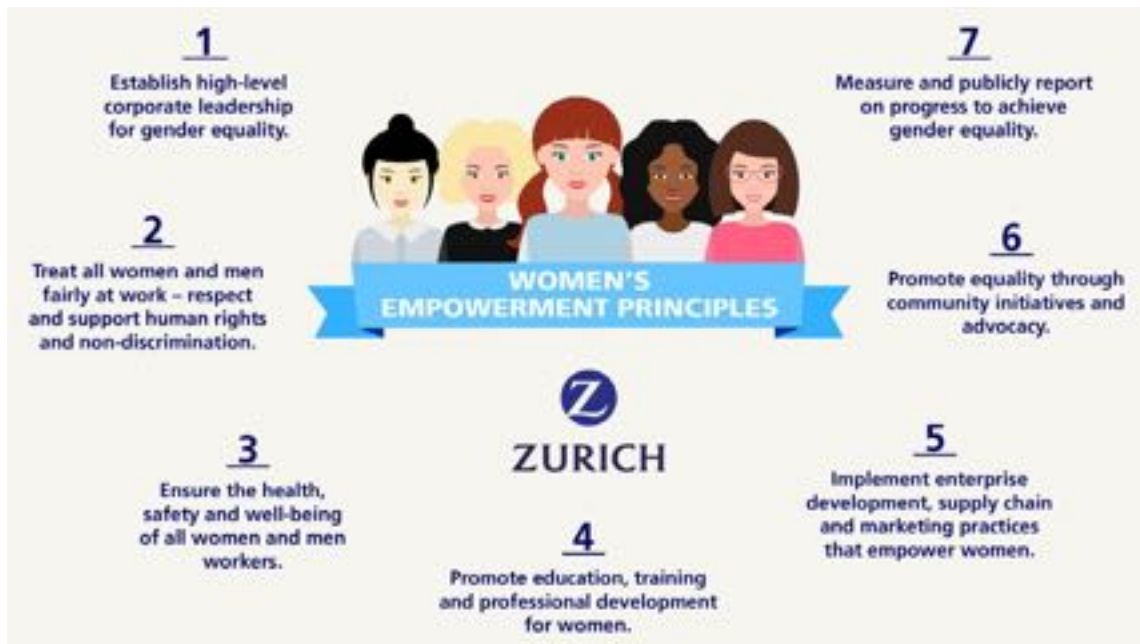 1
Establish high-level
corporate leadership
for gender equality.
2
Treat all women and men
fairly at work – respect
and support human rights
and non-discrimination.
3
Ensure the health,
safety and well-being
of all women and men
workers.
4
Promote education, training
and professional development
for women.
5
Implement enterprise
development, supply chain
and marketing practices
that empower women.
6
Promote equality through
community initiatives and
advocacy.
7
Measure and publicly report
on progress to achieve
gender equality.
WOMEN'S
EMPOWERMENT PRINCIPLES
Z
ZURICH